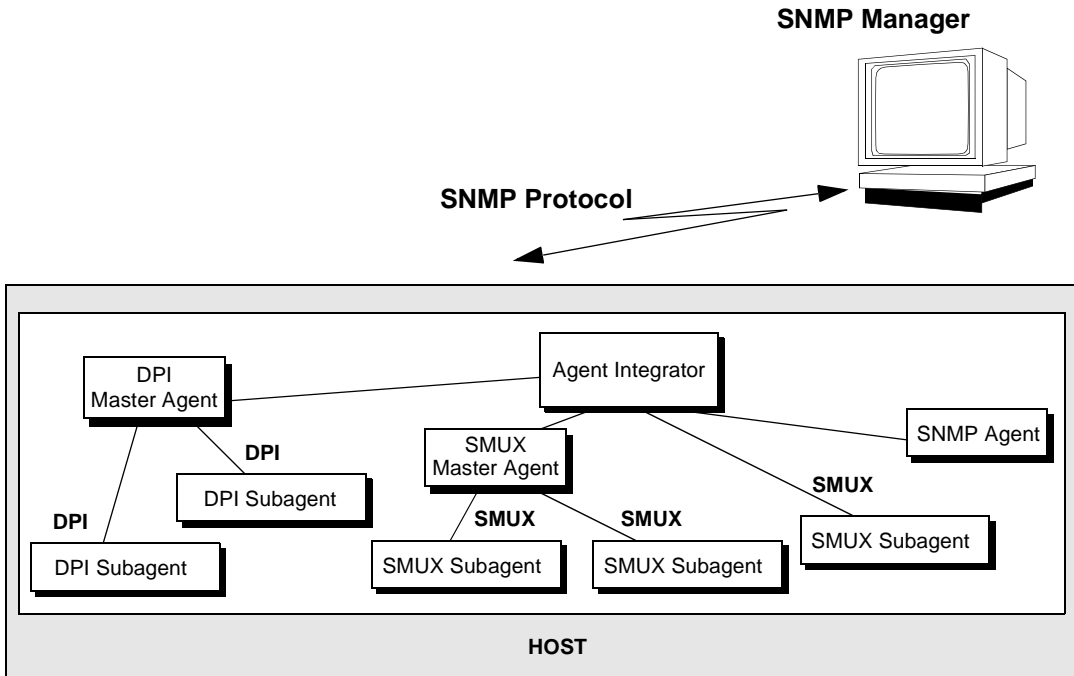 SNMP Manager
SNMP Protocol
DPI
Master Agent
Agent Integrator
SNMP Agent
SMUX
Master Agent
DPI
DPI Subagent
SMUX
DPI
SMUX
SMUX
SMUX Subagent
DPI Subagent
SMUX Subagent
SMUX Subagent
HOST